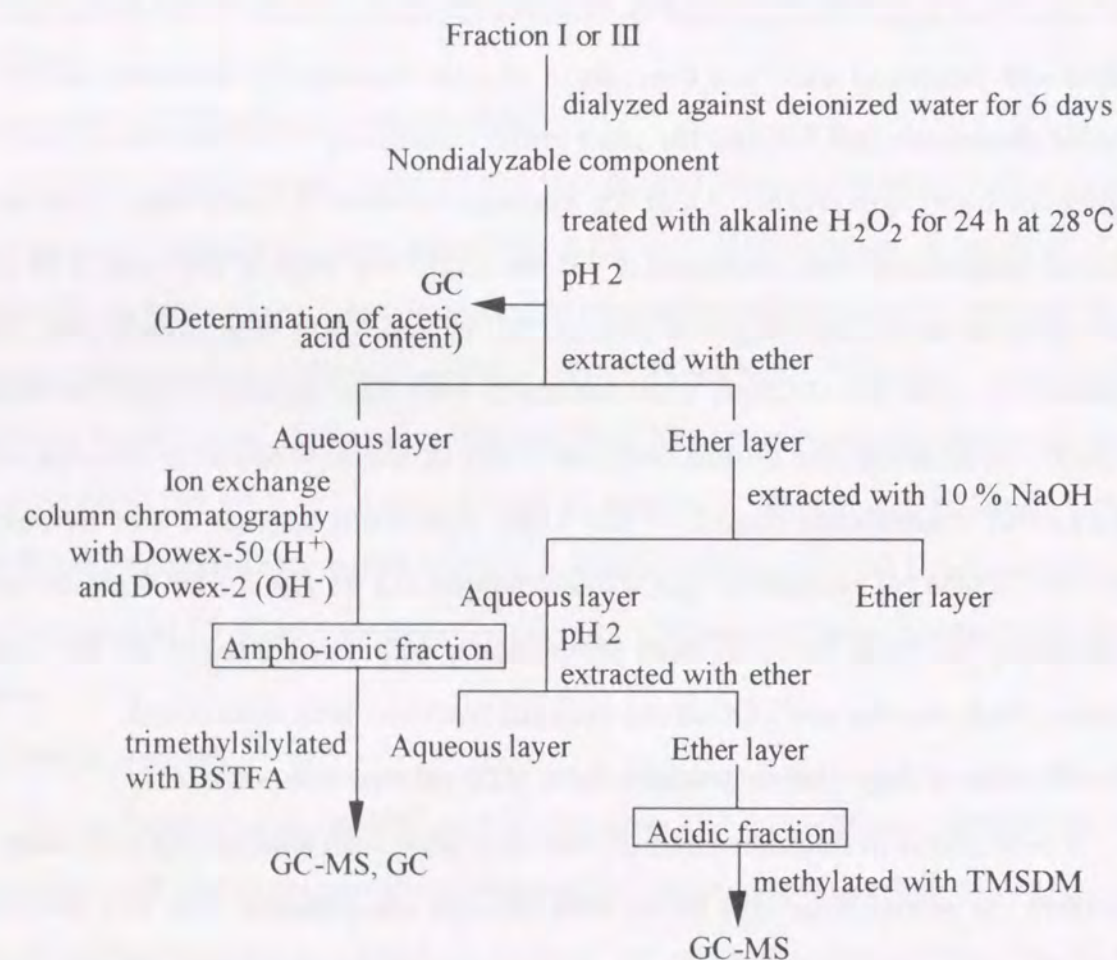 Fraction I or III
dialyzed against deionized water for 6 days
Nondialyzable component
treated with alkaline H₂O₂ for 24 h at 28°C
pH 2
GC
(Determination of acetic
acid content)
extracted with ether
Aqueous layer
Ion exchange
column chromatography
with Dowex-50 (H⁺)
and Dowex-2 (OH⁻)
Ampho-ionic fraction
trimethylsilylated
with BSTFA
GC-MS, GC
Ether layer
extracted with 10 % NaOH
Aqueous layer
Ether layer
pH 2
extracted with ether
Aqueous layer
Ether layer
Acidic fraction
methylated with TMSDM
GC-MS